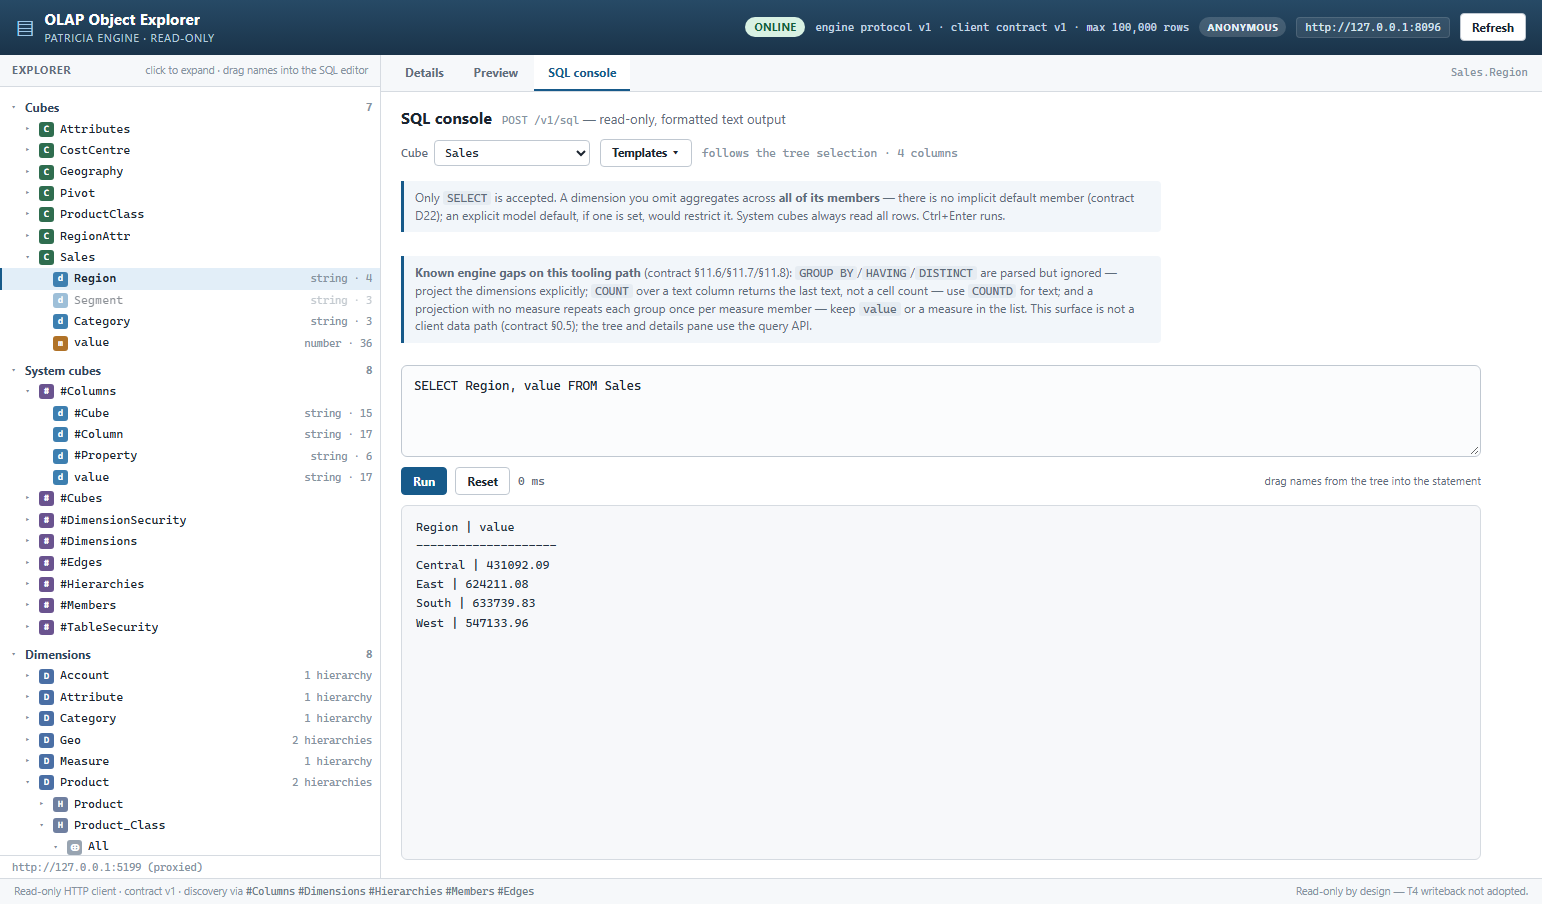 OLAP Object Explorer
PATRICIA ENGINE · READ-ONLY
ONLINE engine protocol v1 · client contract v1 · max 100,000 rows ANONYMOUS http://127.0.0.1:8096 Refresh
EXPLORER click to expand · drag names into the SQL editor
Cubes 7
C Attributes
C CostCentre
C Geography
C Pivot
C ProductClass
C RegionAttr
C Sales
d Region string · 4
d Segment string · 3
d Category string · 3
m value number · 36
System cubes 8
# #Columns
d #Cube string · 15
d #Column string · 17
d #Property string · 6
d value string · 17
# #Cubes
# #DimensionSecurity
# #Dimensions
# #Edges
# #Hierarchies
# #Members
# #TableSecurity
Dimensions 8
D Account 1 hierarchy
D Attribute 1 hierarchy
D Category 1 hierarchy
D Geo 2 hierarchies
D Measure 1 hierarchy
D Product 2 hierarchies
H Product
H Product_Class
All
http://127.0.0.1:5199 (proxied)
Details Preview SQL console Sales.Region
SQL console POST /v1/sql — read-only, formatted text output
Cube Sales Templates follows the tree selection · 4 columns
Only SELECT is accepted. A dimension you omit aggregates across all of its members — there is no implicit default member (contract
D22); an explicit model default, if one is set, would restrict it. System cubes always read all rows. Ctrl+Enter runs.
Known engine gaps on this tooling path (contract §11.6/§11.7/§11.8): GROUP BY / HAVING / DISTINCT are parsed but ignored —
project the dimensions explicitly; COUNT over a text column returns the last text, not a cell count — use COUNTD for text; and a
projection with no measure repeats each group once per measure member — keep value or a measure in the list. This surface is not a
client data path (contract §0.5); the tree and details pane use the query API.
SELECT Region, value FROM Sales
Run Reset 0 ms drag names from the tree into the statement
Region | value
--------------------
Central | 431092.09
East | 624211.08
South | 633739.83
West | 547133.96
Read-only HTTP client · contract v1 · discovery via #Columns #Dimensions #Hierarchies #Members #Edges
Read-only by design — T4 writeback not adopted.